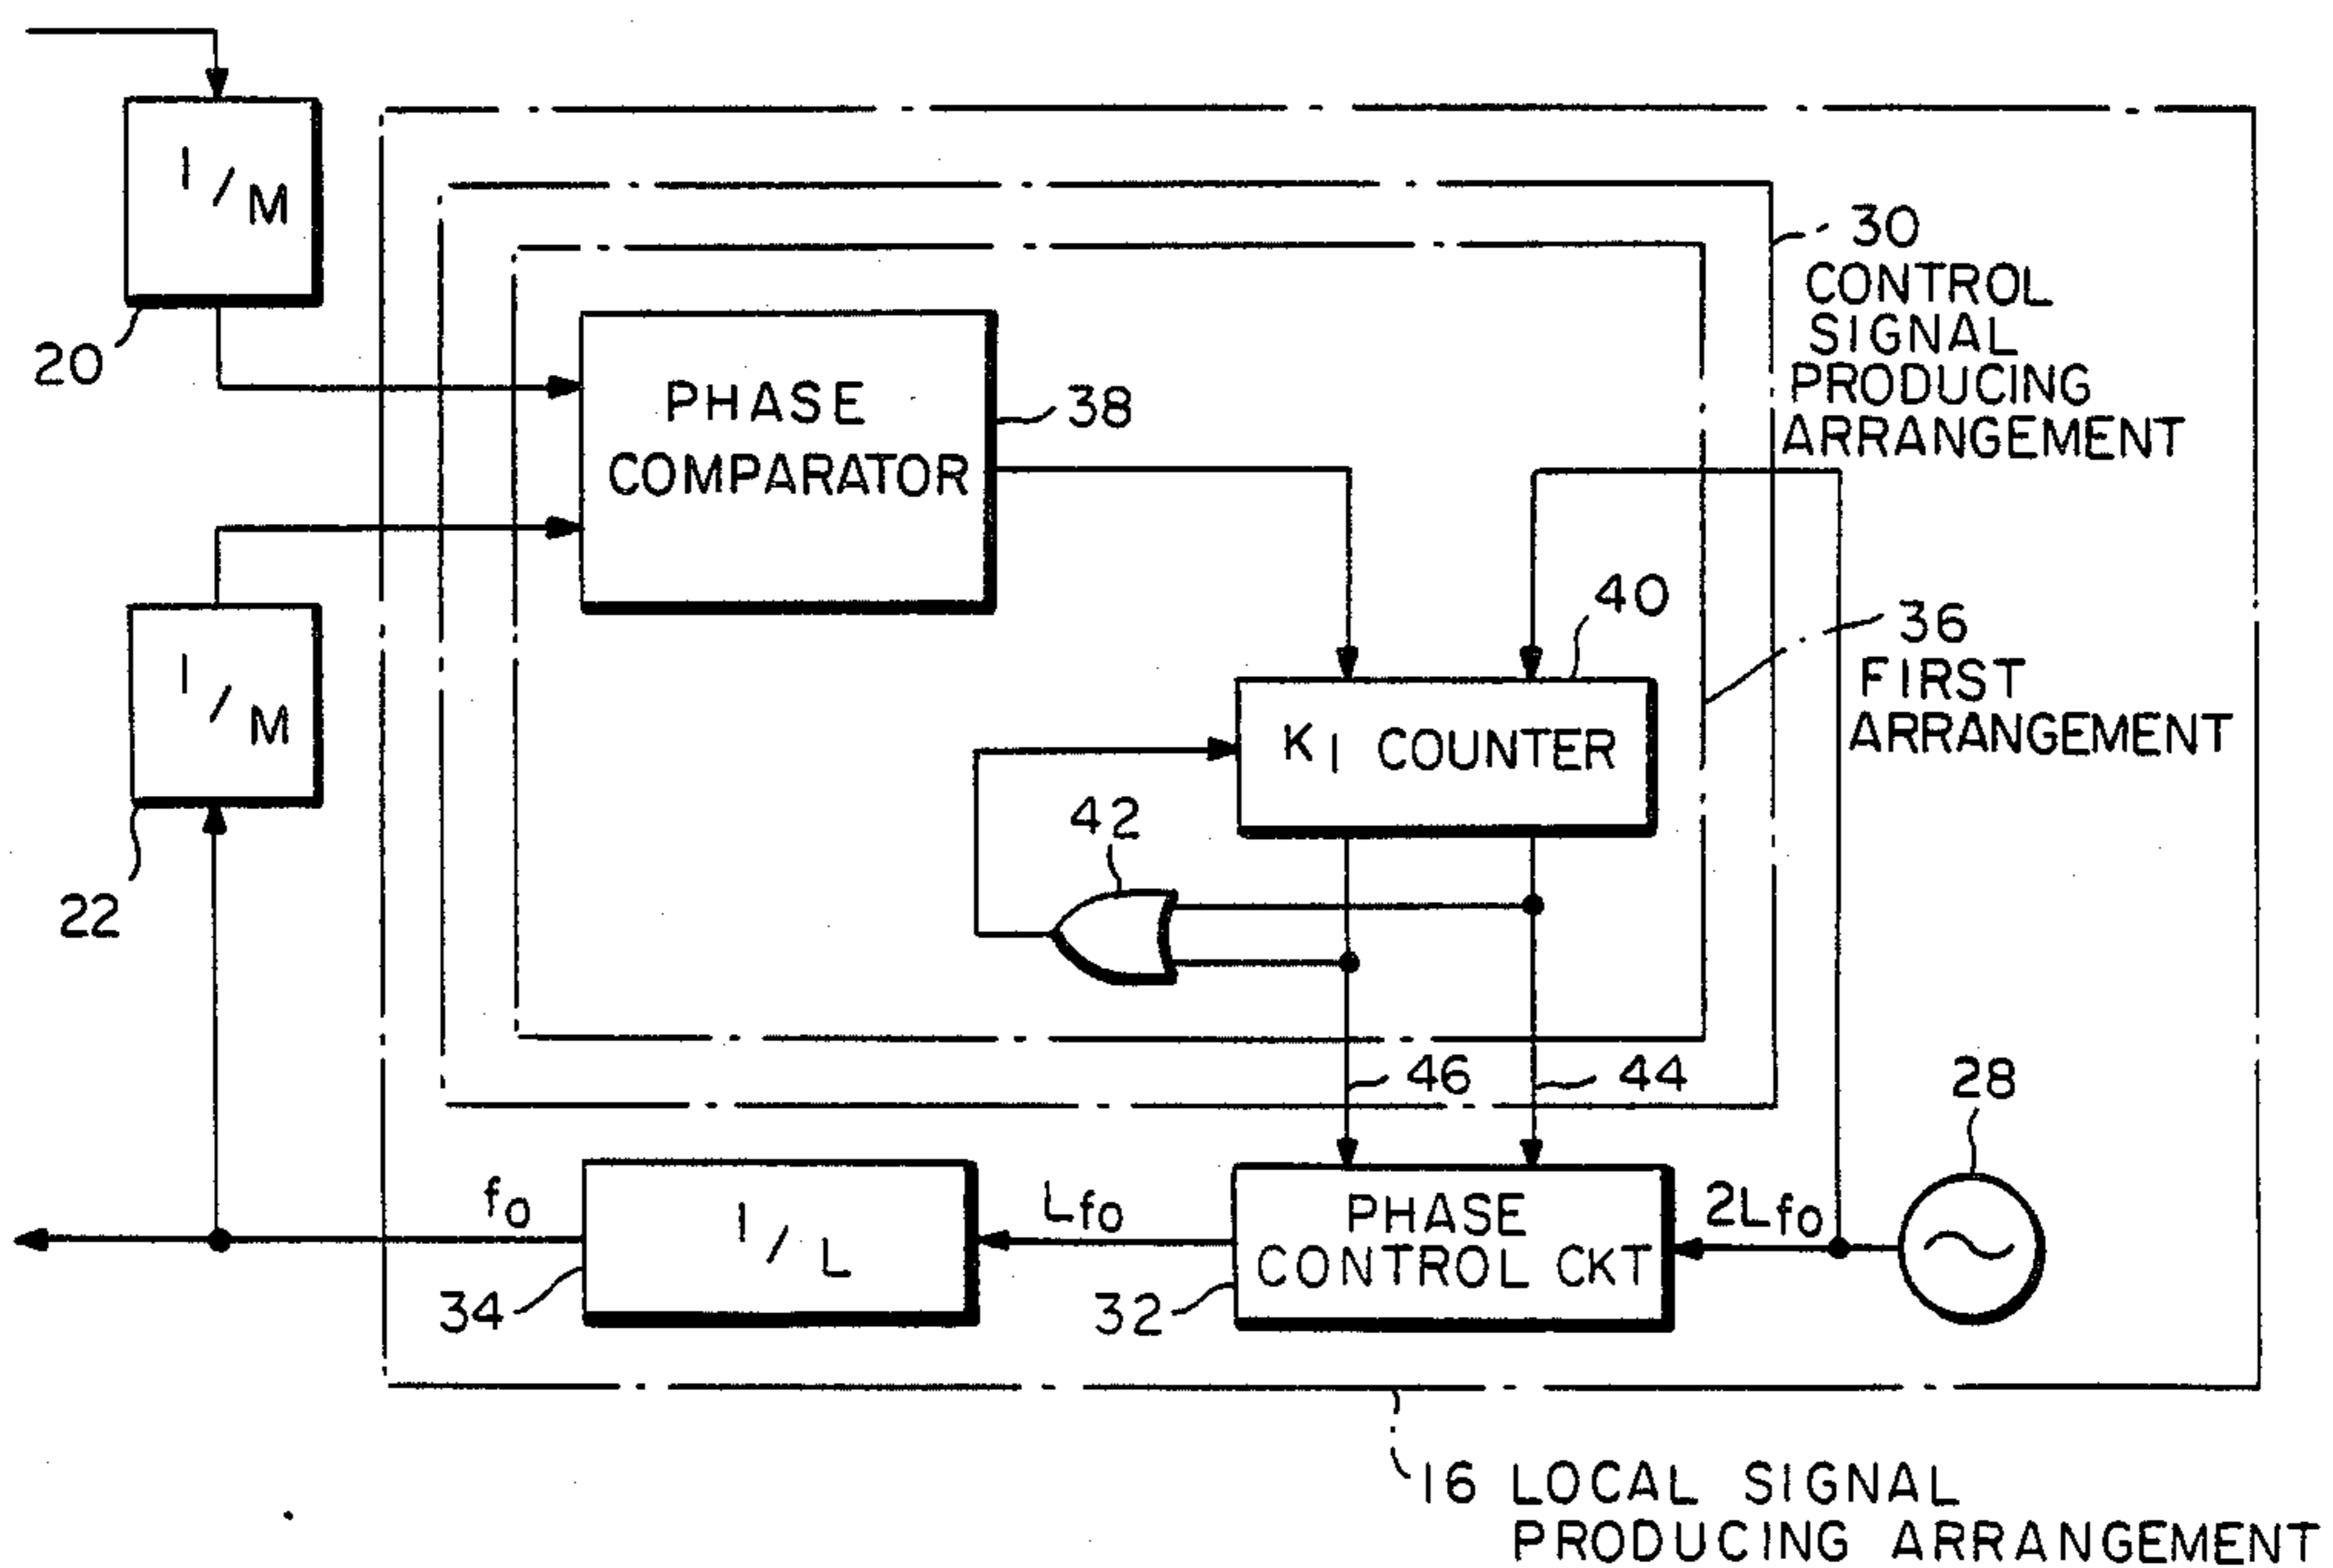 1/M
20
30
CONTROL
SIGNAL
PRODUCING
ARRANGEMENT
PHASE
COMPARATOR
38
1/M
22
40
36
FIRST
ARRANGEMENT
K1 COUNTER
42
46
44
28
fo
1/L
34
Lfo
PHASE
CONTROL CKT
32
2Lfo
16 LOCAL SIGNAL
PRODUCING ARRANGEMENT